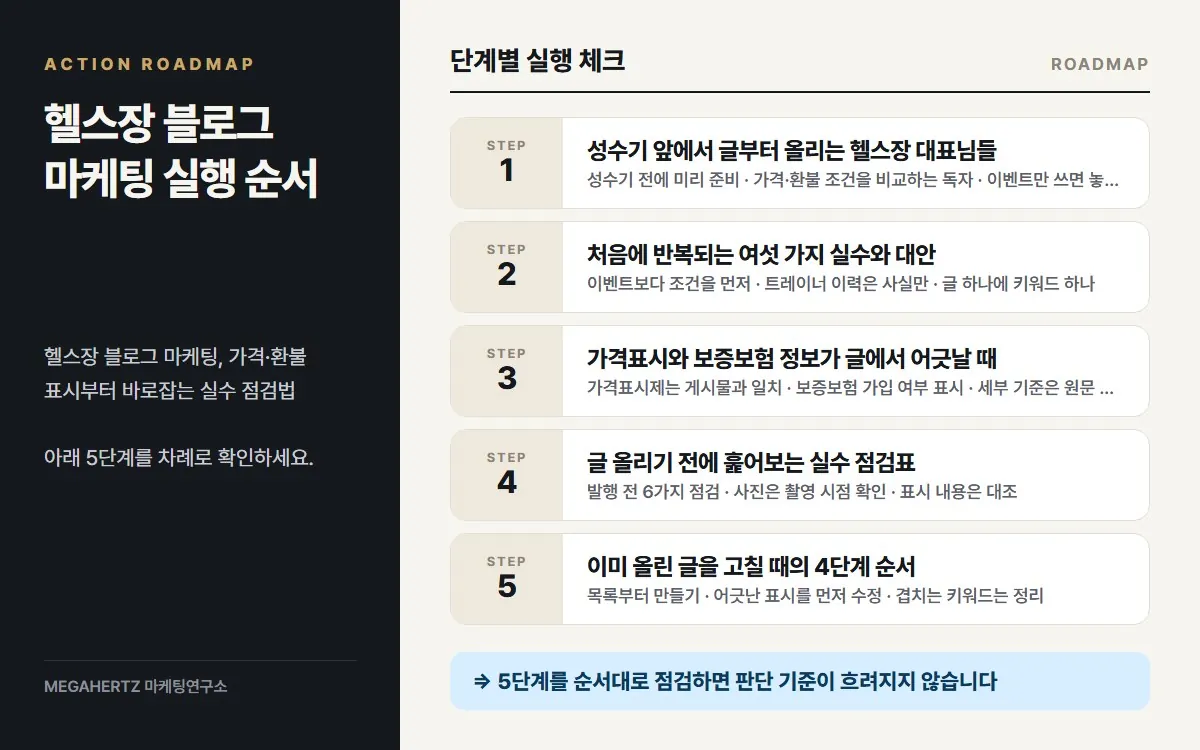 ACTION ROADMAP
헬스장 블로그
마케팅 실행 순서
헬스장 블로그 마케팅, 가격·환불
표시부터 바로잡는 실수 점검법
아래 5단계를 차례로 확인하세요.
MEGAHERTZ 마케팅연구소
단계별 실행 체크
ROADMAP
STEP
1
성수기 앞에서 글부터 올리는 헬스장 대표님들
성수기 전에 미리 준비 · 가격·환불 조건을 비교하는 독자 · 이벤트만 쓰면 놓...
STEP
2
처음에 반복되는 여섯 가지 실수와 대안
이벤트보다 조건을 먼저 · 트레이너 이력은 사실만 · 글 하나에 키워드 하나
STEP
3
가격표시와 보증보험 정보가 글에서 어긋날 때
가격표시제는 게시물과 일치 · 보증보험 가입 여부 표시 · 세부 기준은 원문 ...
STEP
4
글 올리기 전에 훑어보는 실수 점검표
발행 전 6가지 점검 · 사진은 촬영 시점 확인 · 표시 내용은 대조
STEP
5
이미 올린 글을 고칠 때의 4단계 순서
목록부터 만들기 · 어긋난 표시를 먼저 수정 · 겹치는 키워드는 정리
→ 5단계를 순서대로 점검하면 판단 기준이 흐려지지 않습니다